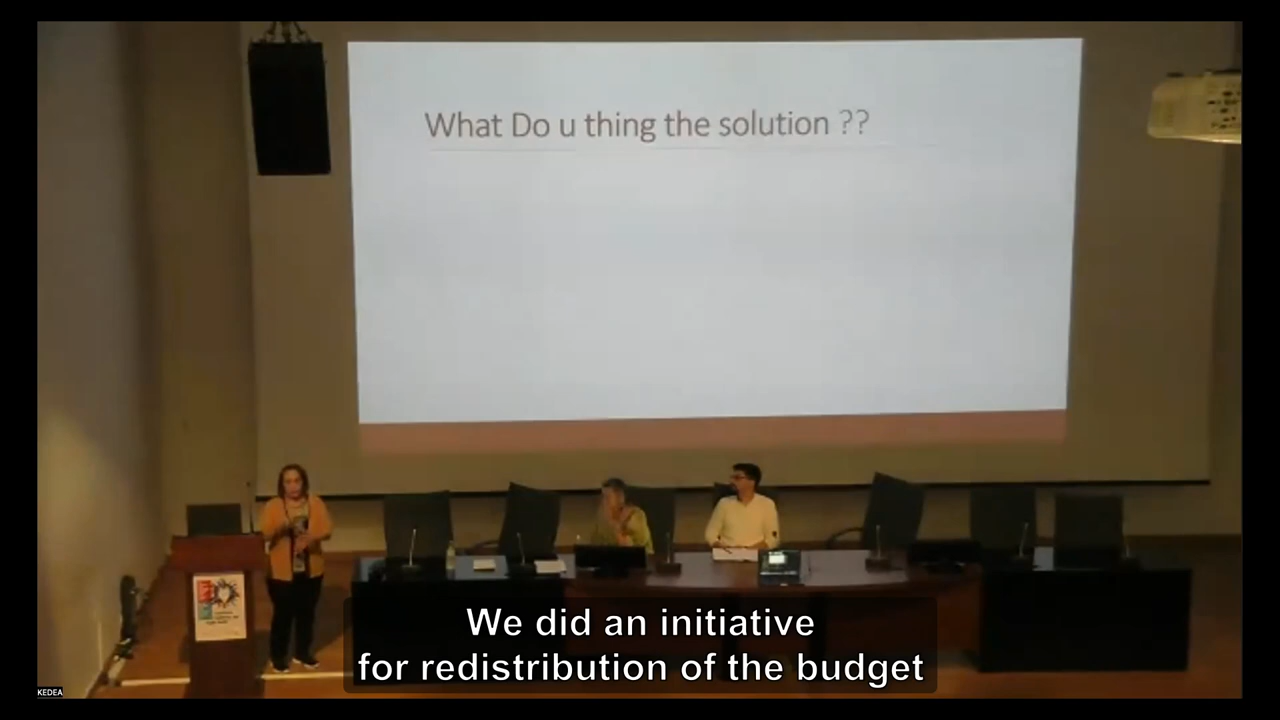 What Do u thing the solution ??
We did an initiative
for redistribution of the budget
KEDEA